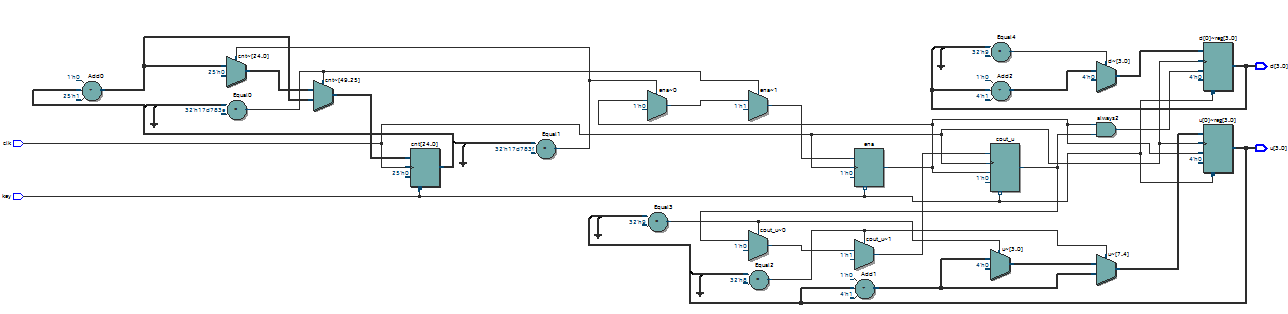 Equal4
d[0]~reg[3..0]
cnt~[24..0]
32'h9
d~[3..0]
1'h0
Add0
25'h0
cnt~[49..25]
d[3..0]
25'h1
Equal0
ena~0
ena~1
1'h0
Add2
4'h0
4'h0
32'h17d783e
1'h0
1'h1
4'h1
always2
u[0]~reg[3..0]
clk
cnt[24..0]
Equal1
ena
cout_u
32'h17d783f
u[3..0]
4'h0
25'h0
1'h0
1'h0
key
Equal3
32'h9
cout_u~0
cout_u~1
1'h0
1'h1
u~[3..0]
u~[7..4]
Equal2
4'h0
32'h8
1'h0
Add1
4'h1